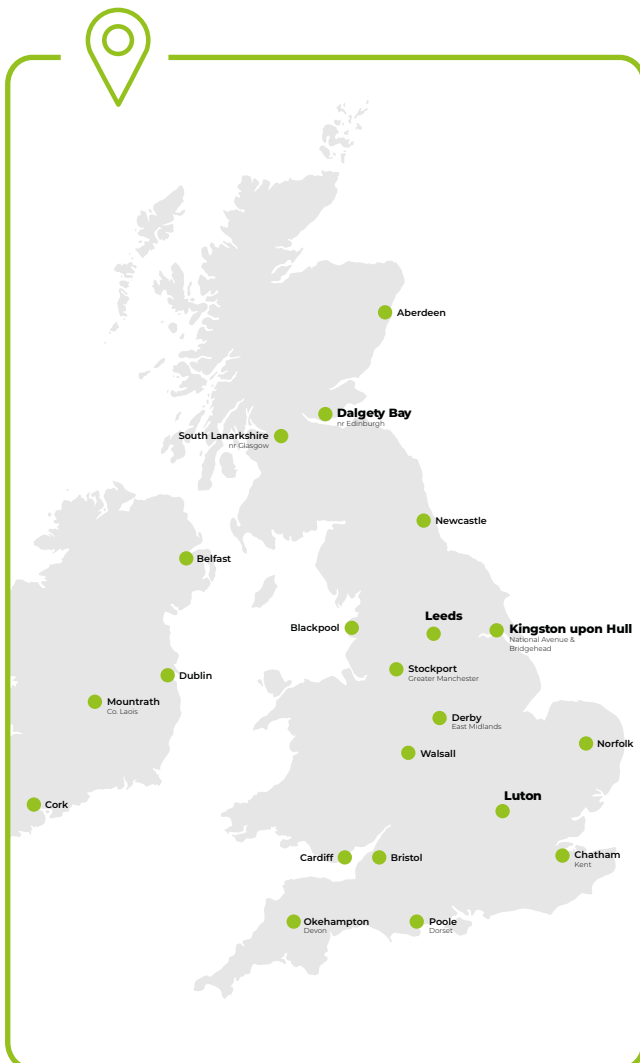 Aberdeen
Dalgety Bay
nr Edinburgh
South Lanarkshire
nr Glasgow
Newcastle
Belfast
Leeds
Blackpool
Kingston upon Hull
National Avenue &
Bridgehead
Stockport
Greater Manchester
Dublin
Mountrath
Co. Laois
Derby
East Midlands
Norfolk
Walsall
Luton
Cork
Cardiff
Bristol
Chatham
Kent
Okehampton
Devon
Poole
Dorset